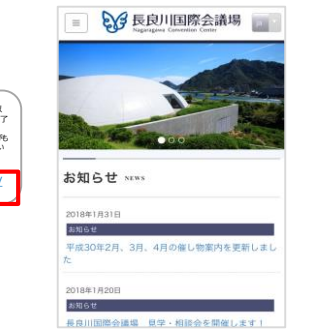 長良川国際会議場
Nagaragawa Convention Center
お知らせ NEWS
2018年1月31日
お知らせ
平成30年2月、3月、4月の催し物案内を更新しまし
た
2018年1月20日
お知らせ
長良川国際会議場 見学・相談会を開催します!